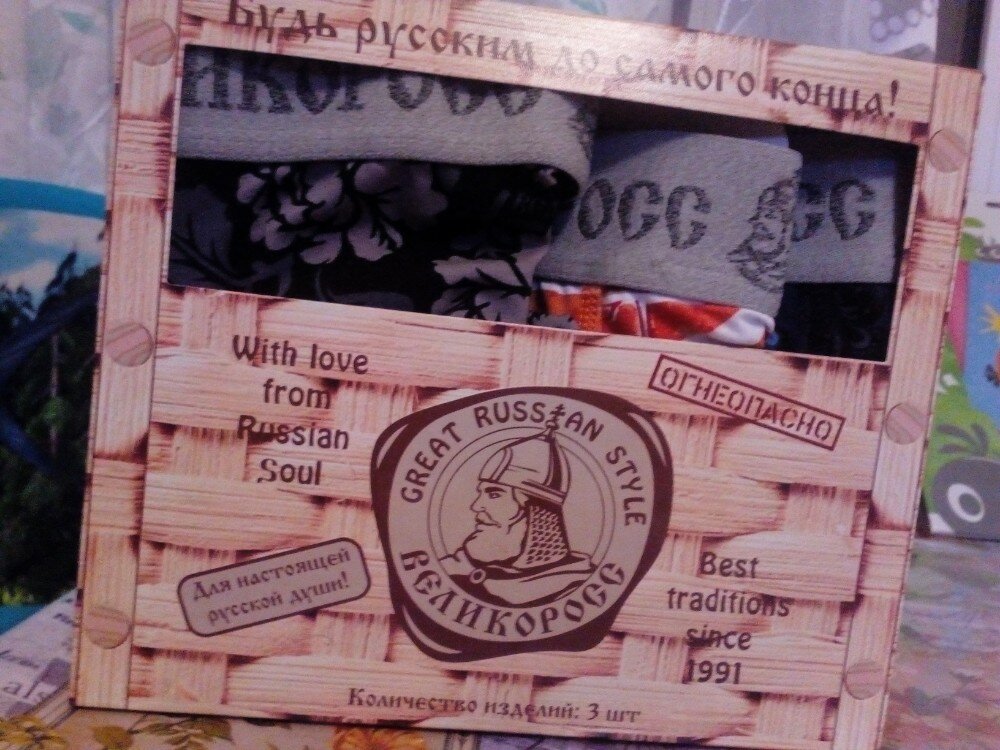 Будь русским до самого конца!
ИКОРОСС
ОСС
СС
With love
from
Russian
Soul
ОГНЕОПАСНО
GREAT RUSSIAN STYLE
ВЕЛИКОРОСС
Для настоящей
русской души!
Best
traditions
since
1991
Количество изделий: 3 шт